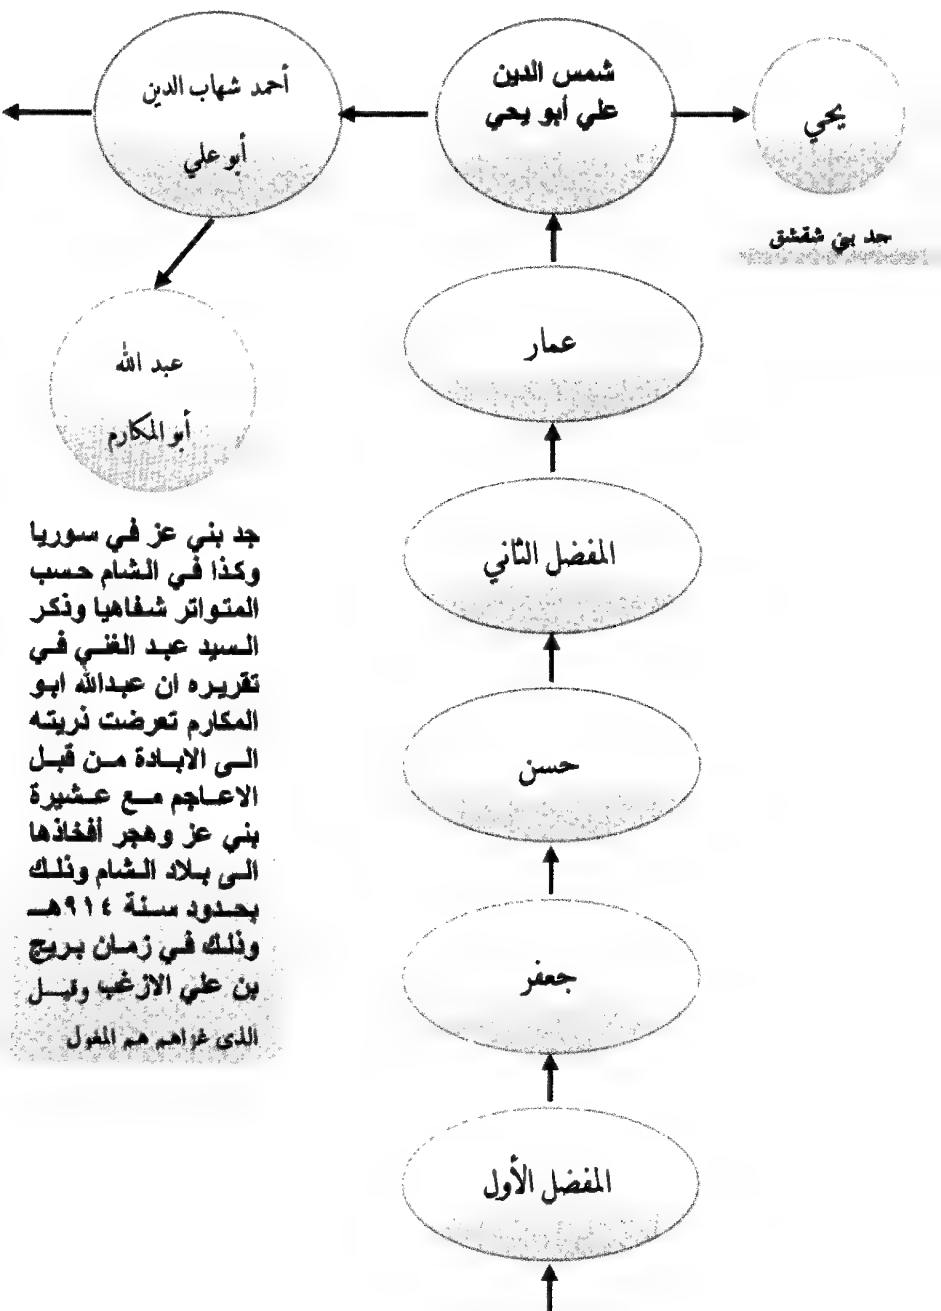 يحي
جد بني شقشق
شمس الدين
علي أبو يحي
أحمد شهاب الدين
أبو علي
عبد الله
أبو المكارم
عمار
المفضل الثاني
حسن
جعفر
المفضل الأول
جد بني عز في سوريا
وكذا في الشام حسب
المتواتر شفاهيا وذكر
السيد عبد الغني في
تقريره ان عبدالله ابو
المكارم تعرضت ذريته
الى الابادة من قبل
الاعاجم مع عشيرة
بني عز وهجر أفخاذها
الى بلاد الشام وذلك
بحدود سنة ٩١٤هـ
وذلك في زمان بريج
بن علي الازغب وقيل
الذي غزاهم هم المغول